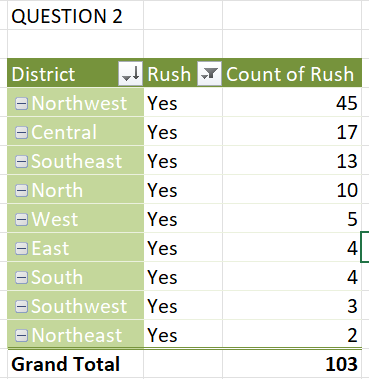 QUESTION 2
District Rush Count of Rush
Northwest Yes 45
Central Yes 17
Southeast Yes 13
North Yes 10
West Yes 5
East Yes 4
South Yes 4
Southwest Yes 3
Northeast Yes 2
Grand Total 103